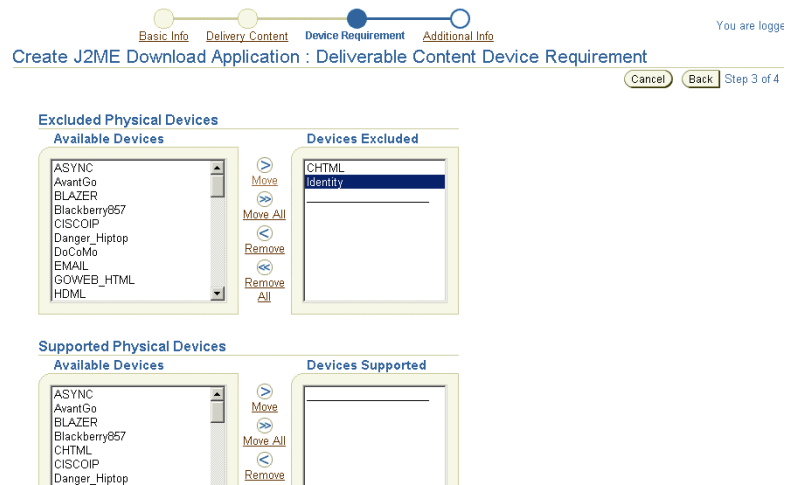 You are logge
Basic Info Delivery Content Device Requirement Additional Info
Create J2ME Download Application : Deliverable Content Device Requirement
Cancel Back Step 3 of 4
Excluded Physical Devices
Available Devices Devices Excluded
ASYNC
AvantGo
BLAZER
Blackberry857
CISCOIP
Danger_Hiptop
DoCoMo
EMAIL
GOWEB_HTML
HDML
Move
Move All
Remove
Remove
All
CHTML
Identity
Supported Physical Devices
Available Devices Devices Supported
ASYNC
AvantGo
BLAZER
Blackberry857
CHTML
CISCOIP
Danger_Hiptop
Move
Move All
Remove